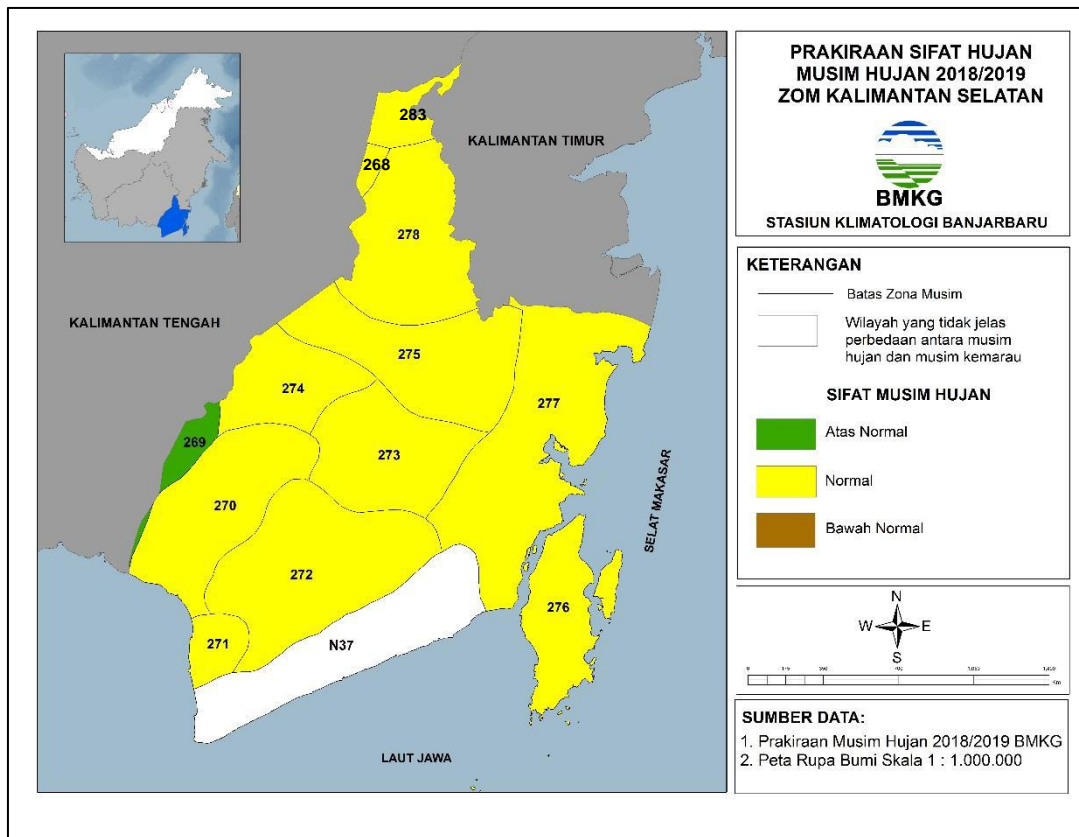 PRAKIRAAN SIFAT HUJAN
MUSIM HUJAN 2018/2019
ZOM KALIMANTAN SELATAN
BMKG
STASIUN KLIMATOLOGI BANJARBARU
KETERANGAN
Batas Zona Musim
Wilayah yang tidak jelas
perbedaan antara musim
hujan dan musim kemarau
SIFAT MUSIM HUJAN
Atas Normal
Normal
Bawah Normal
N
W E
S
Km
SUMBER DATA:
1. Prakiraan Musim Hujan 2018/2019 BMKG
2. Peta Rupa Bumi Skala 1 : 1.000.000
283
KALIMANTAN TIMUR
268
278
KALIMANTAN TENGAH
275
274
277
269
273
270
SELAT MAKASAR
272
276
271
N37
LAUT JAWA